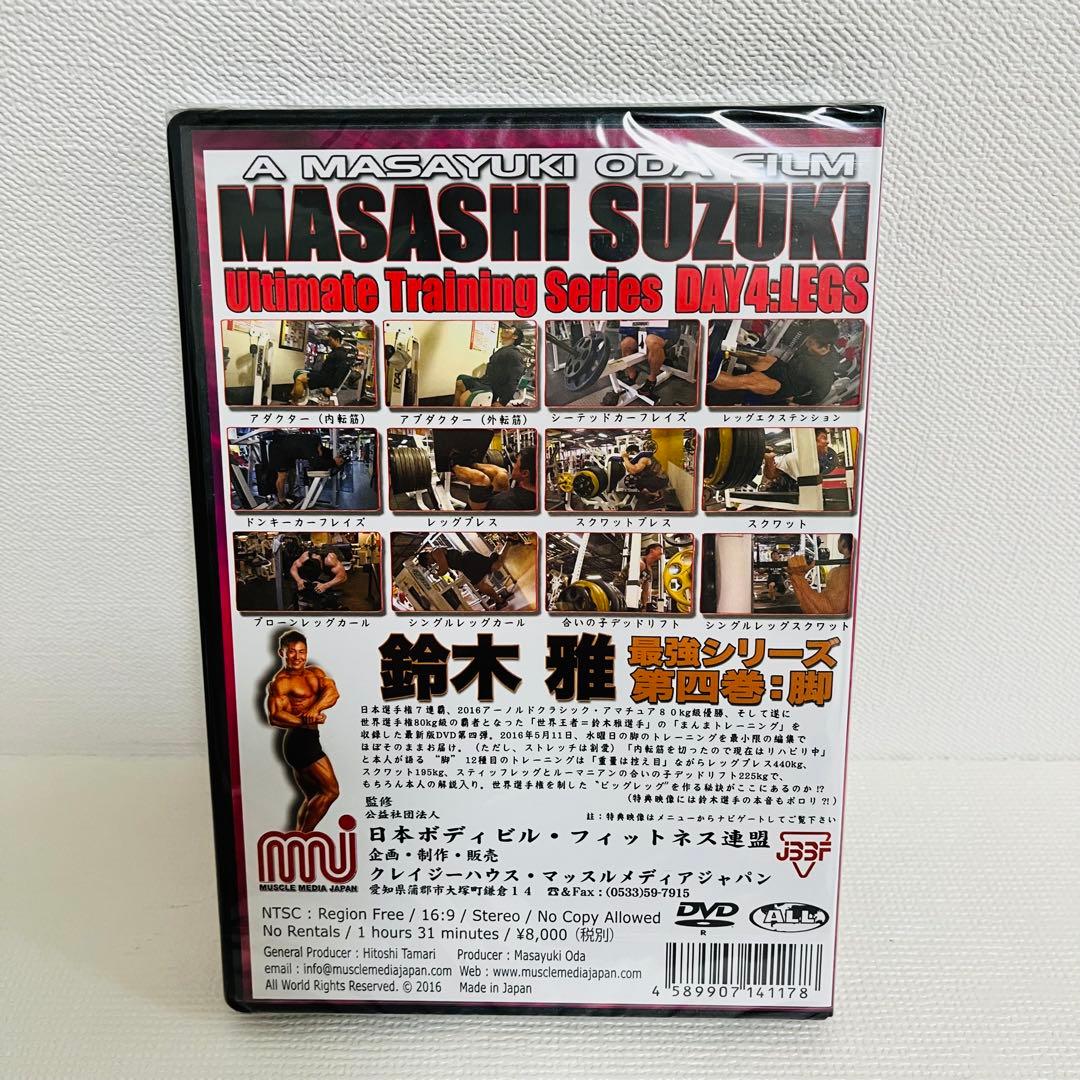 A MASAYUKI ODA FILM
MASASHI SUZUKI
Ultimate Training Series DAY4:LEGS
アダクター(内転筋) アブダクター(外転筋) シーテッドカーフレイズ レッグエクステンション
ドンキーカーフレイズ レッグプレス スクワットプレス スクワット
プローンレッグカール シングルレッグカール 合いの子デッドリフト シングルレッグスクワット
鈴木 雅 最強シリーズ
第四巻:脚
日本選手権7連覇、2016アーノルドクラシック・アマチュア80kg級優勝、そして遂に
世界選手権80kg級の覇者となった「世界王者=鈴木雅選手」の「まんまトレーニング」を
収録した最新版DVD第四弾。2016年5月11日、水曜日の脚のトレーニングを最小限の編集で
ほぼそのままお届け。(ただし、ストレッチは割愛)「内転筋を切ったので現在はリハビリ中」
と本人が語る “脚” 12種目のトレーニングは「重量は控え目」ながらレッグプレス440kg、
スクワット195kg、スティッフレッグとルーマニアンの合いの子デッドリフト225kgで、
もちろん本人の解説入り。世界選手権を制した“ビッグレッグ”を作る秘訣がここにあるのか!?
(特典映像には鈴木選手の本音もポロリ?!)
監修
公益社団法人
註:特典映像はメニューからナビゲートしてご覧下さい
日本ボディビル・フィットネス連盟
JBBF
企画・制作・販売
mmj
MUSCLE MEDIA JAPAN
クレイジーハウス・マッスルメディアジャパン
愛知県蒲郡市大塚町鎌倉14 ☎&Fax:(0533)59-7915
NTSC : Region Free / 16:9 / Stereo / No Copy Allowed
DVD
R
ALL
No Rentals / 1 hours 31 minutes / ¥8,000 (税別)
General Producer : Hitoshi Tamari Producer : Masayuki Oda
email : info@musclemediajapan.com Web : www.musclemediajapan.com
All World Rights Reserved. © 2016 Made in Japan
4 589907 141178